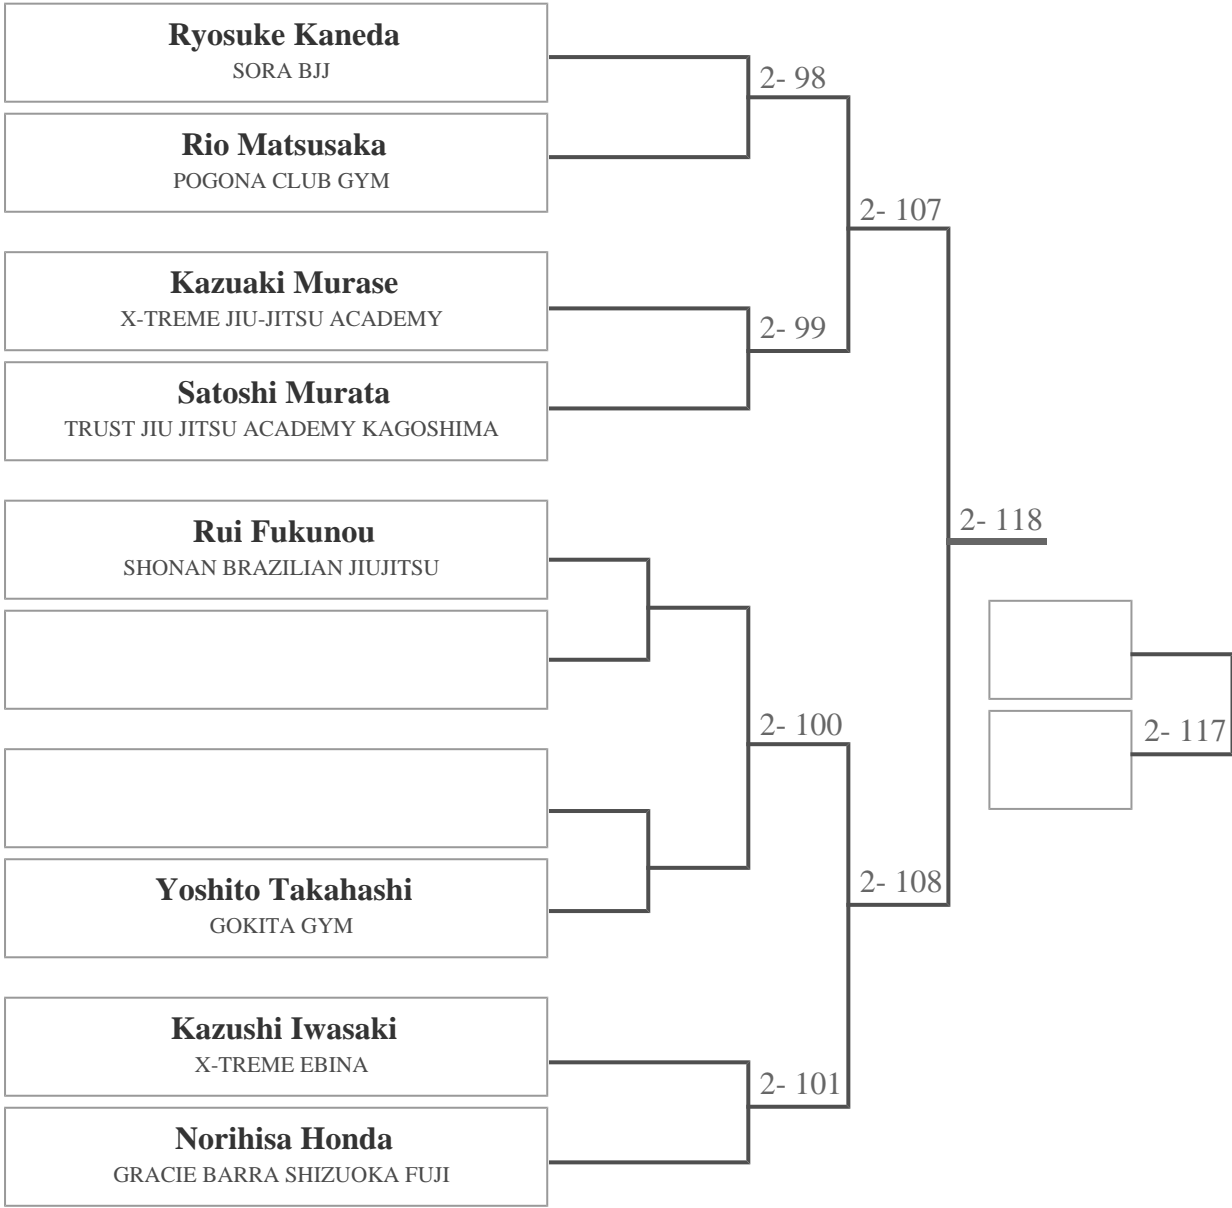 Ryosuke Kaneda
SORA BJJ
2- 98
Rio Matsusaka
POGONA CLUB GYM
2- 107
Kazuaki Murase
X-TREME JIU-JITSU ACADEMY
2- 99
Satoshi Murata
TRUST JIU JITSU ACADEMY KAGOSHIMA
Rui Fukunou
SHONAN BRAZILIAN JIUJITSU
2- 118
2- 100
2- 117
Yoshito Takahashi
GOKITA GYM
2- 108
Kazushi Iwasaki
X-TREME EBINA
2- 101
Norihisa Honda
GRACIE BARRA SHIZUOKA FUJI